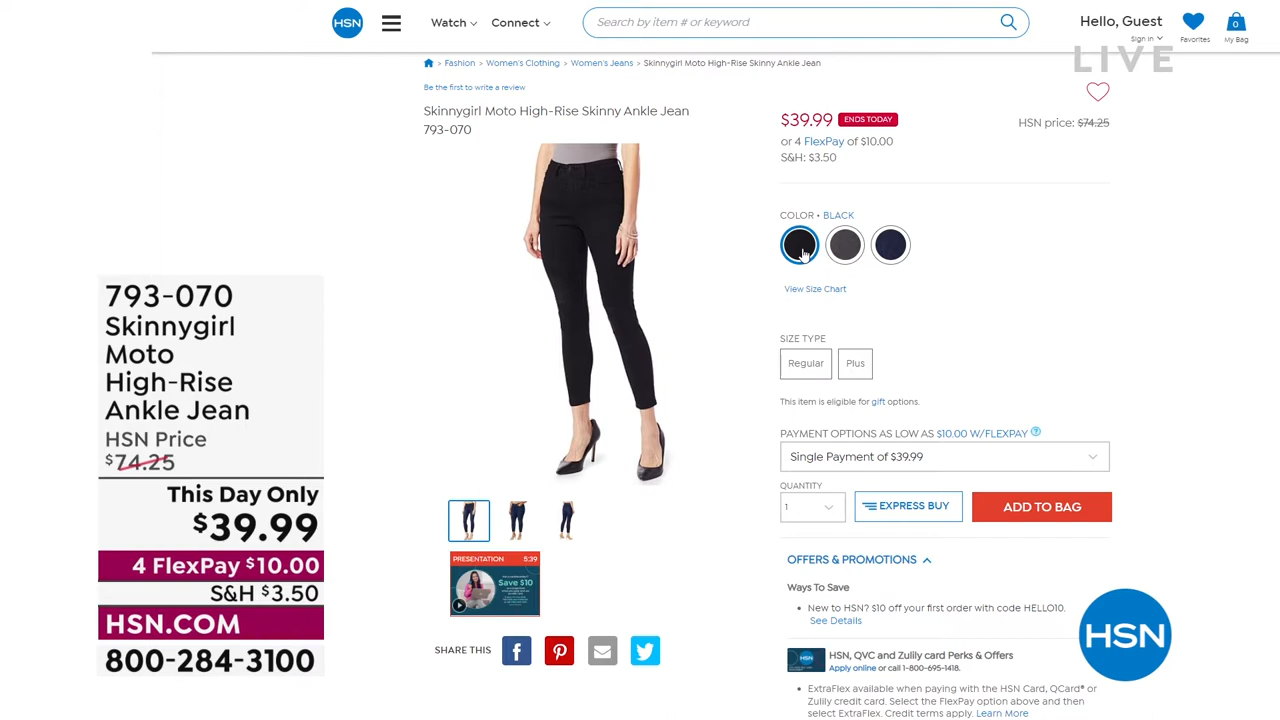 HSN
Watch
Connect
Search by item # or keyword
Hello, Guest
Sign In
Favorites
0
My Bag
LIVE
> Fashion > Women's Clothing > Women's Jeans > Skinnygirl Moto High-Rise Skinny Ankle Jean
Be the first to write a review
Skinnygirl Moto High-Rise Skinny Ankle Jean
793-070
$39.99 ENDS TODAY
HSN price: $74.25
or 4 FlexPay of $10.00
S&H: $3.50
COLOR • BLACK
View Size Chart
SIZE TYPE
Regular
Plus
This item is eligible for gift options.
PAYMENT OPTIONS AS LOW AS $10.00 W/FLEXPAY
Single Payment of $39.99
QUANTITY
1
EXPRESS BUY
ADD TO BAG
OFFERS & PROMOTIONS
Ways To Save
• New to HSN? $10 off your first order with code HELLO10.
See Details
HSN, QVC and Zulily card Perks & Offers
Apply online or call 1-800-695-1418.
• ExtraFlex available when paying with the HSN Card, QCard® or
Zulily credit card. Select the FlexPay option above and then
select ExtraFlex. Credit terms apply. Learn More
PRESENTATION 5:39
Save $10
SHARE THIS
793-070
Skinnygirl
Moto
High-Rise
Ankle Jean
HSN Price
$74.25
This Day Only
$39.99
4 FlexPay $10.00
S&H $3.50
HSN.COM
800-284-3100
HSN